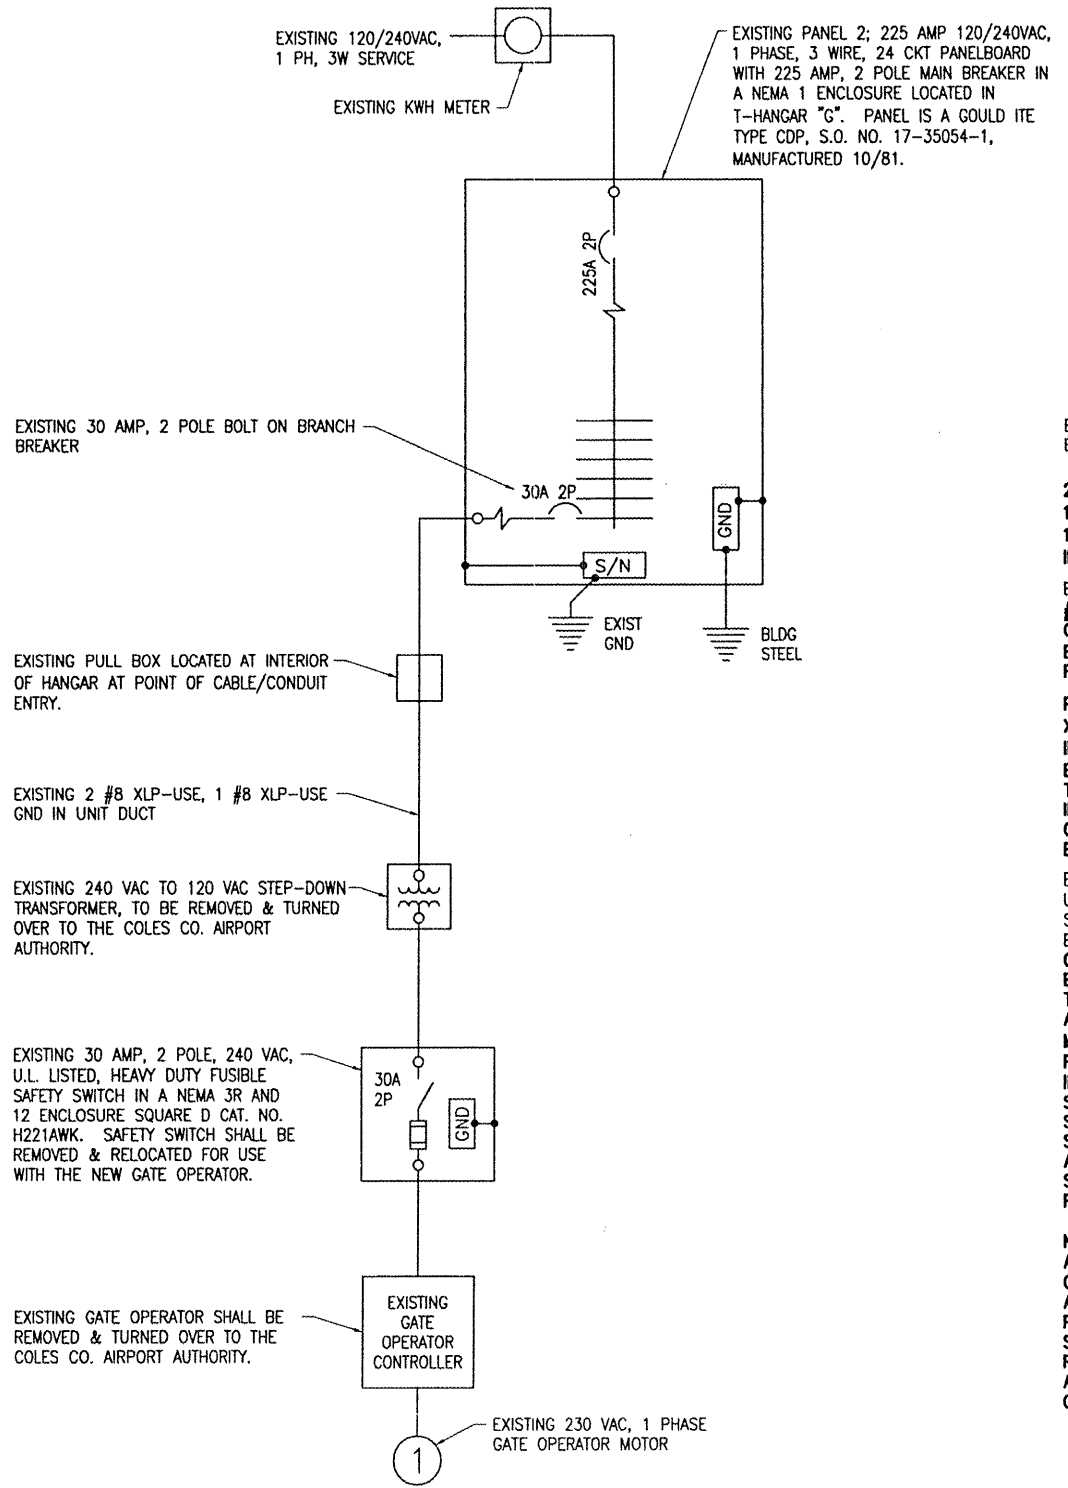 EXISTING 120/240VAC,
1 PH, 3W SERVICE
EXISTING KWH METER
EXISTING PANEL 2; 225 AMP 120/240VAC,
1 PHASE, 3 WIRE, 24 CKT PANELBOARD
WITH 225 AMP, 2 POLE MAIN BREAKER IN
A NEMA 1 ENCLOSURE LOCATED IN
T-HANGAR "G". PANEL IS A GOULD ITE
TYPE CDP, S.O. NO. 17-35054-1,
MANUFACTURED 10/81.
225A 2P
EXISTING 30 AMP, 2 POLE BOLT ON BRANCH
BREAKER
30A 2P
GND
S/N
EXIST
GND
BLDG
STEEL
EXISTING PULL BOX LOCATED AT INTERIOR
OF HANGAR AT POINT OF CABLE/CONDUIT
ENTRY.
EXISTING 2 #8 XLP-USE, 1 #8 XLP-USE
GND IN UNIT DUCT
EXISTING 240 VAC TO 120 VAC STEP-DOWN
TRANSFORMER, TO BE REMOVED & TURNED
OVER TO THE COLES CO. AIRPORT
AUTHORITY.
EXISTING 30 AMP, 2 POLE, 240 VAC,
U.L. LISTED, HEAVY DUTY FUSIBLE
SAFETY SWITCH IN A NEMA 3R AND
12 ENCLOSURE SQUARE D CAT. NO.
H221AWK. SAFETY SWITCH SHALL BE
REMOVED & RELOCATED FOR USE
WITH THE NEW GATE OPERATOR.
30A
2P
GND
EXISTING GATE OPERATOR SHALL BE
REMOVED & TURNED OVER TO THE
COLES CO. AIRPORT AUTHORITY.
EXISTING
GATE
OPERATOR
CONTROLLER
EXISTING 230 VAC, 1 PHASE
GATE OPERATOR MOTOR
1